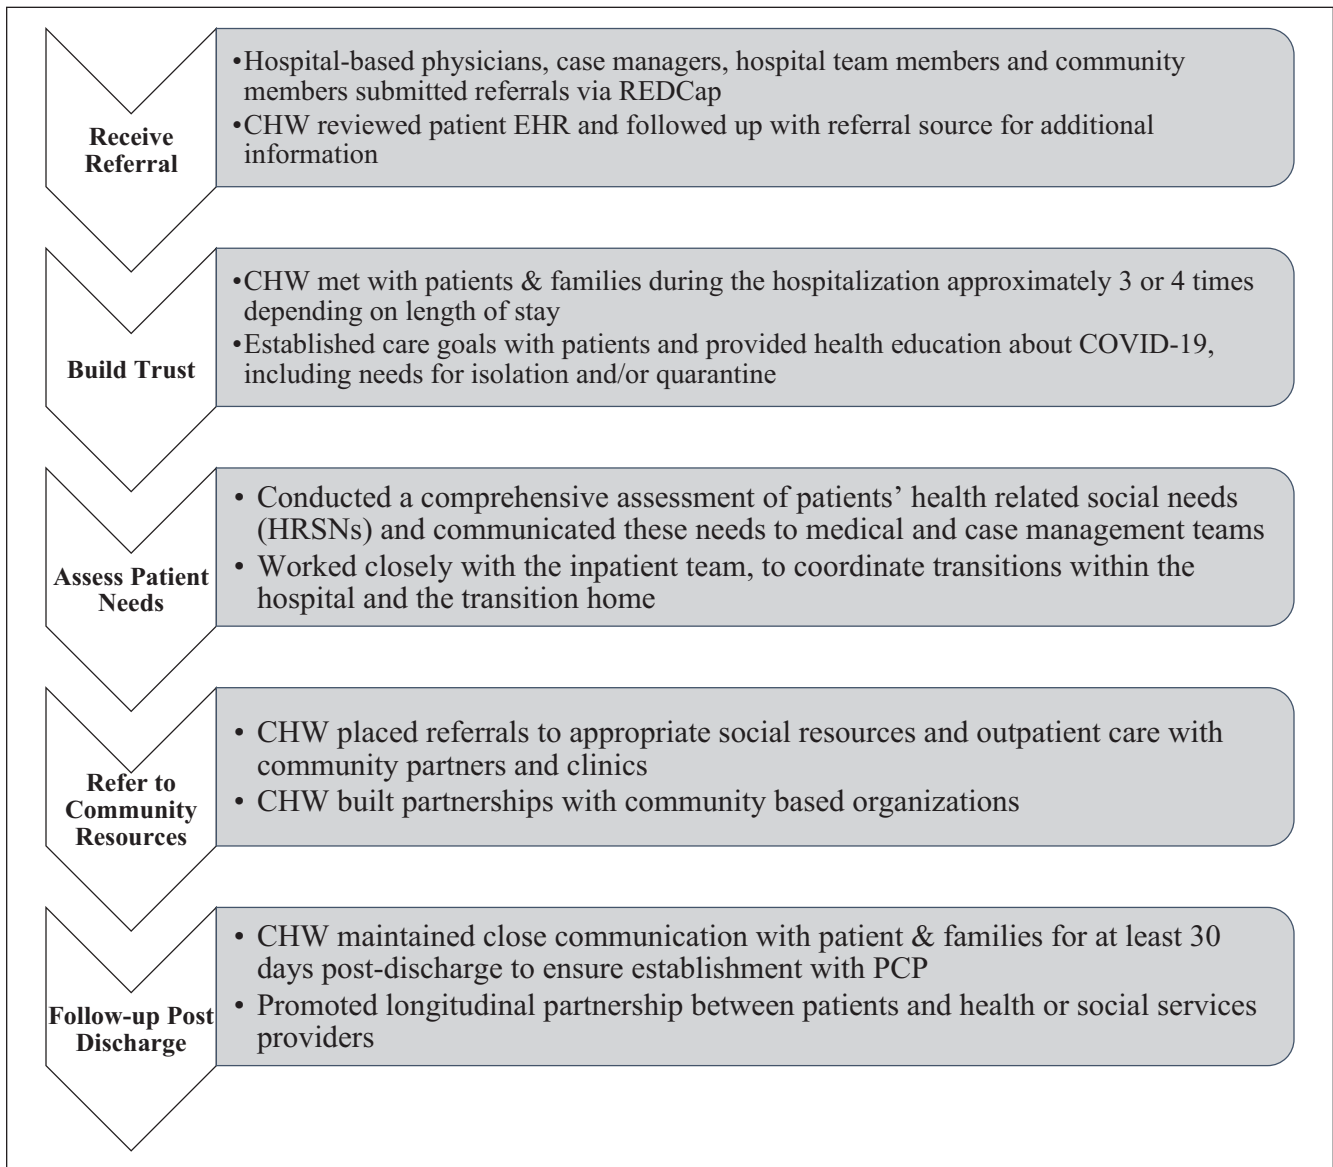 Receive
Referral
•Hospital-based physicians, case managers, hospital team members and community
members submitted referrals via REDCap
•CHW reviewed patient EHR and followed up with referral source for additional
information
Build Trust
•CHW met with patients & families during the hospitalization approximately 3 or 4 times
depending on length of stay
•Established care goals with patients and provided health education about COVID-19,
including needs for isolation and/or quarantine
Assess Patient
Needs
• Conducted a comprehensive assessment of patients’ health related social needs
(HRSNs) and communicated these needs to medical and case management teams
• Worked closely with the inpatient team, to coordinate transitions within the
hospital and the transition home
Refer to
Community
Resources
• CHW placed referrals to appropriate social resources and outpatient care with
community partners and clinics
• CHW built partnerships with community based organizations
Follow-up Post
Discharge
• CHW maintained close communication with patient & families for at least 30
days post-discharge to ensure establishment with PCP
• Promoted longitudinal partnership between patients and health or social services
providers